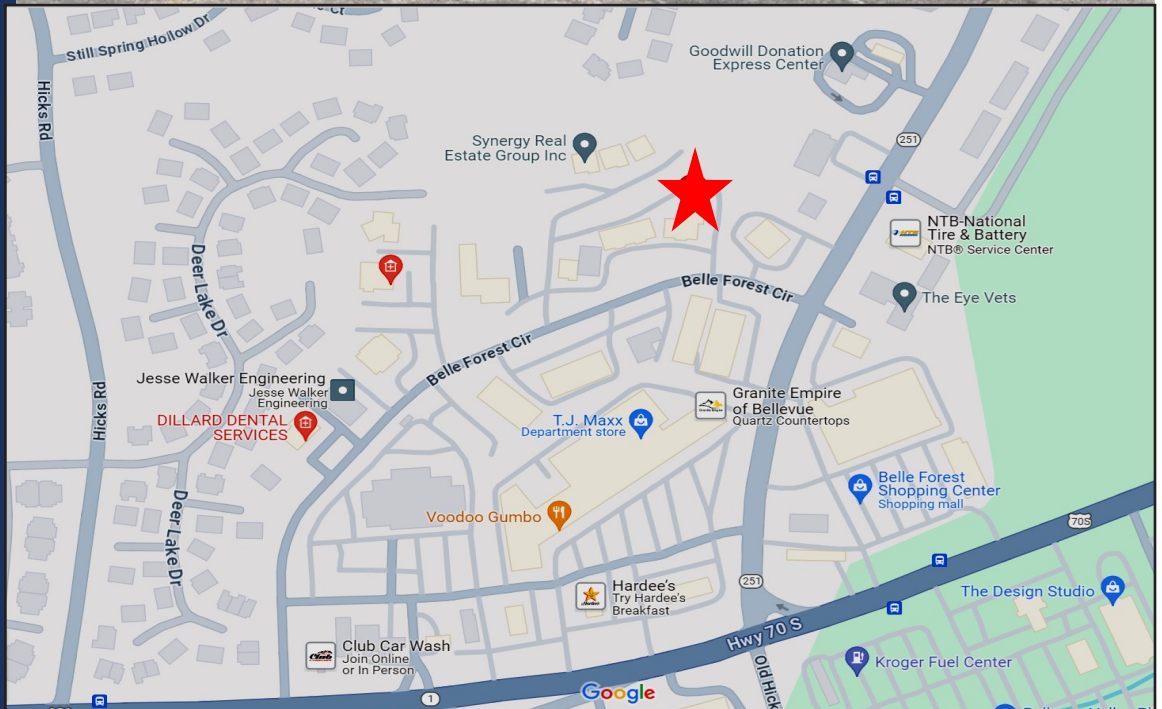 Cir
Still Spring Hollow Dr
Goodwill Donation
Express Center
Hicks Rd
251
Synergy Real
Estate Group Inc
NTB-National
Tire & Battery
NTB® Service Center
Deer Lake Dr
Belle Forest Cir
The Eye Vets
Belle Forest Cir
Jesse Walker Engineering
Jesse Walker
Engineering
Hicks Rd
DILLARD DENTAL
SERVICES
Granite Empire
of Bellevue
Quartz Countertops
T.J. Maxx
Department store
Belle Forest
Shopping Center
Shopping mall
Deer Lake Dr
Voodoo Gumbo
70S
251
Hardee's
Try Hardee's
Breakfast
The Design Studio
Hwy 70 S
Club Car Wash
Join Online
or In Person
Old Hick
Kroger Fuel Center
Google
1